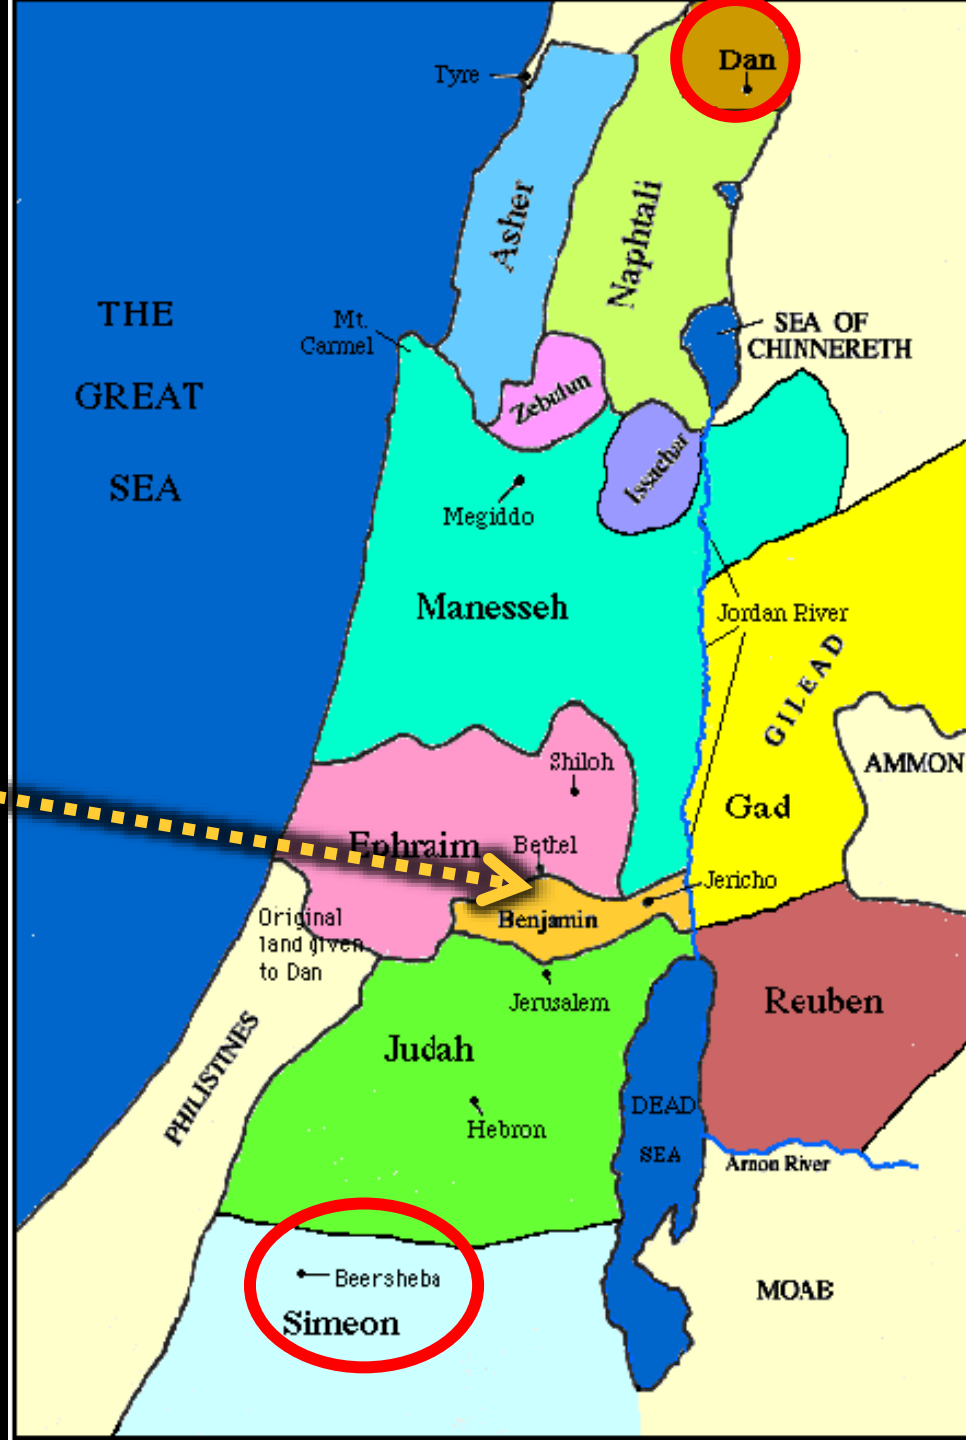 Dan
Tyre
Asher
Naphtali
THE
GREAT
SEA
Mt.
Carmel
SEA OF
CHINNERETH
Zebulun
Issachar
Megiddo
Manesseh
Jordan River
GILEAD
AMMON
Shiloh
Gad
Ephraim
Bethel
Jericho
Benjamin
Original
land given
to Dan
Jerusalem
Reuben
Judah
PHILISTINES
Hebron
DEAD
SEA
Arnon River
Beersheba
Simeon
MOAB